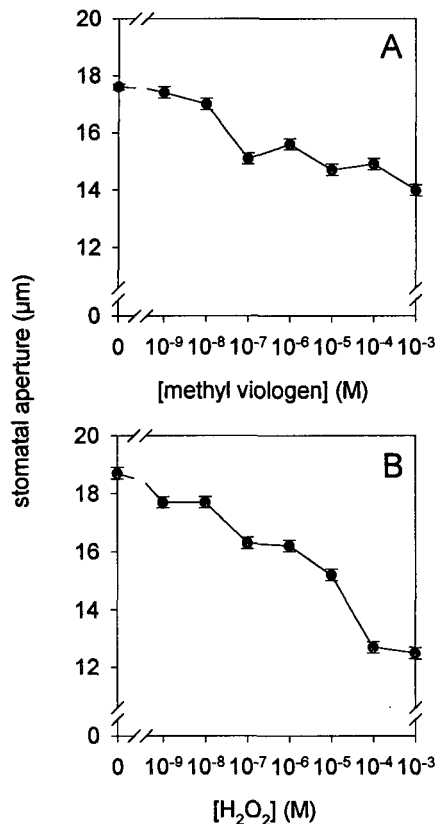 A
20
18
16
14
12
0
0 10⁻⁹ 10⁻⁸ 10⁻⁷ 10⁻⁶ 10⁻⁵ 10⁻⁴ 10⁻³
[methyl viologen] (M)
stomatal aperture (µm)
B
20
18
16
14
12
0
0 10⁻⁹ 10⁻⁸ 10⁻⁷ 10⁻⁶ 10⁻⁵ 10⁻⁴ 10⁻³
[H₂O₂] (M)